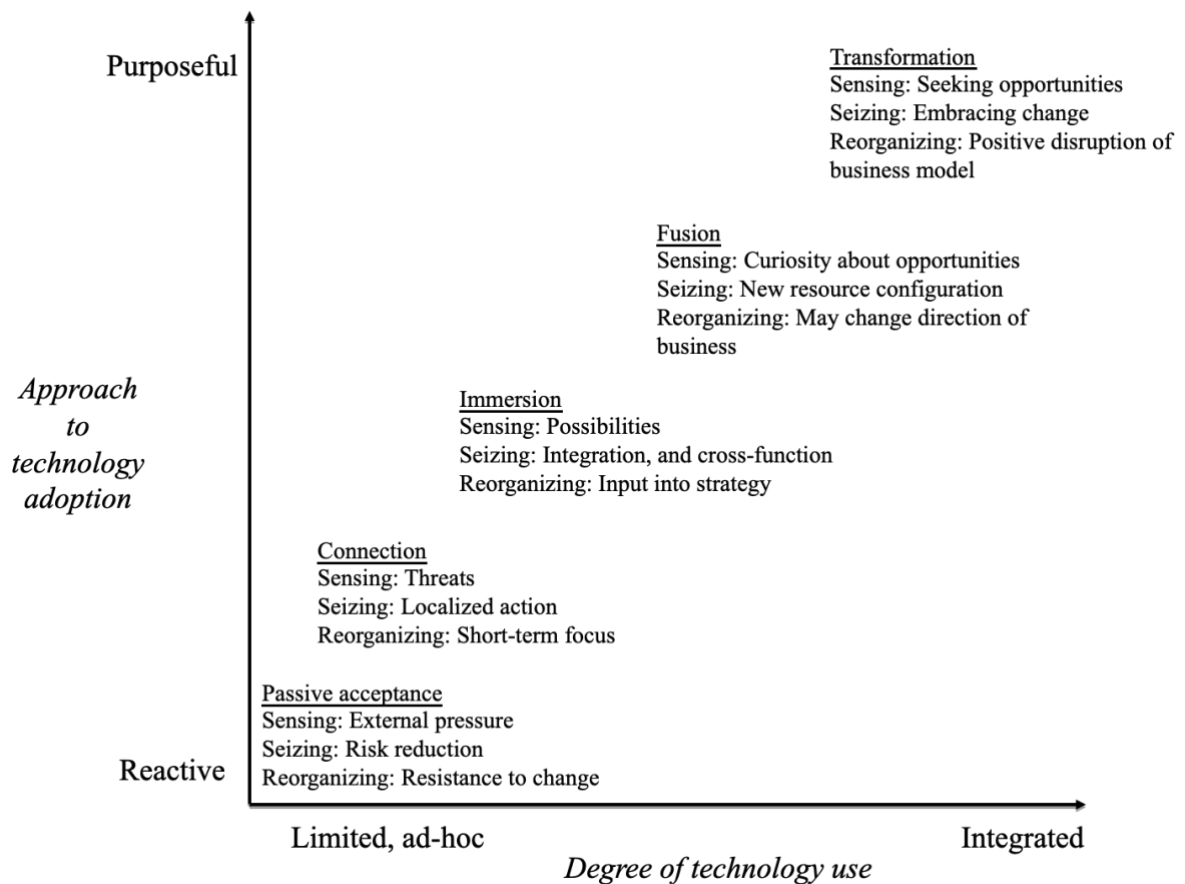 Purposeful
Transformation
Sensing: Seeking opportunities
Seizing: Embracing change
Reorganizing: Positive disruption of
business model
Fusion
Sensing: Curiosity about opportunities
Seizing: New resource configuration
Reorganizing: May change direction of
business
Approach
to
technology
adoption
Immersion
Sensing: Possibilities
Seizing: Integration, and cross-function
Reorganizing: Input into strategy
Connection
Sensing: Threats
Seizing: Localized action
Reorganizing: Short-term focus
Passive acceptance
Sensing: External pressure
Seizing: Risk reduction
Reorganizing: Resistance to change
Reactive
Limited, ad-hoc
Integrated
Degree of technology use